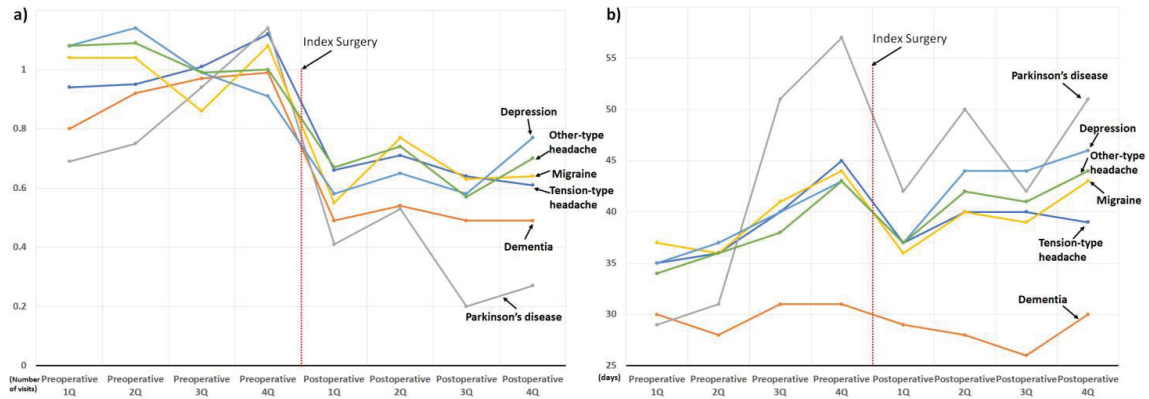 a)
Index Surgery
1
0.8
0.6
0.4
0.2
0
Depression
Other-type
headache
Migraine
Tension-type
headache
Dementia
Parkinson's disease
(Number
of visits)
Preoperative
1Q
Preoperative
2Q
Preoperative
3Q
Preoperative
4Q
Postoperative
1Q
Postoperative
2Q
Postoperative
3Q
Postoperative
4Q
b)
Index Surgery
55
50
45
40
35
30
25
Parkinson's disease
Depression
Other-type
headache
Migraine
Tension-type
headache
Dementia
(days)
Preoperative
1Q
Preoperative
2Q
Preoperative
3Q
Preoperative
4Q
Postoperative
1Q
Postoperative
2Q
Postoperative
3Q
Postoperative
4Q